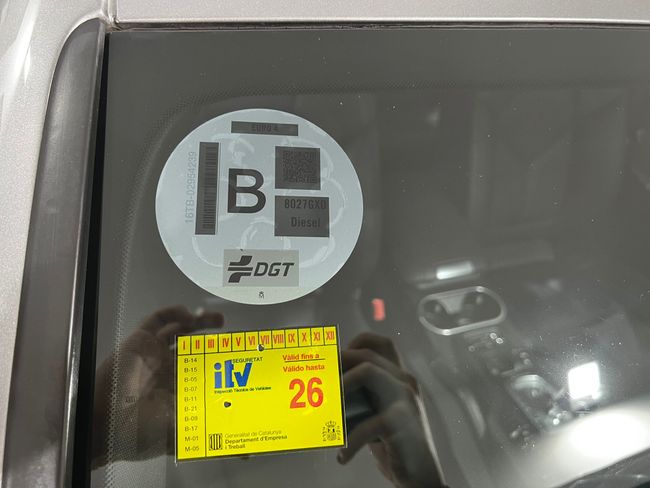 EURO 4
16TB-02954239
B
8027GXD
Diesel
DGT
I II III IV V VI VII VIII IX X XI XII
B-14
B-15
B-05
B-07
B-11
B-21
B-09
B-17
M-01
M-05
SEGURETAT
itv
Inspecció Tècnica de Vehicles
Vàlid fins a
Válido hasta
26
Generalitat de Catalunya
Departament d'Empresa
i Treball